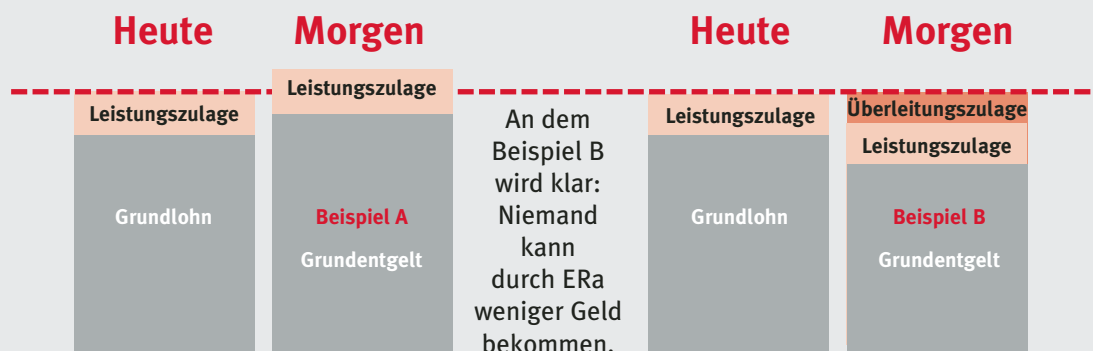 Heute Morgen Heute Morgen
Leistungszulage
Leistungszulage
Grundlohn
Beispiel A
Grundentgelt
An dem
Beispiel B
wird klar:
Niemand
kann
durch ERa
weniger Geld
bekommen.
Leistungszulage
Überleitungszulage
Leistungszulage
Grundlohn
Beispiel B
Grundentgelt